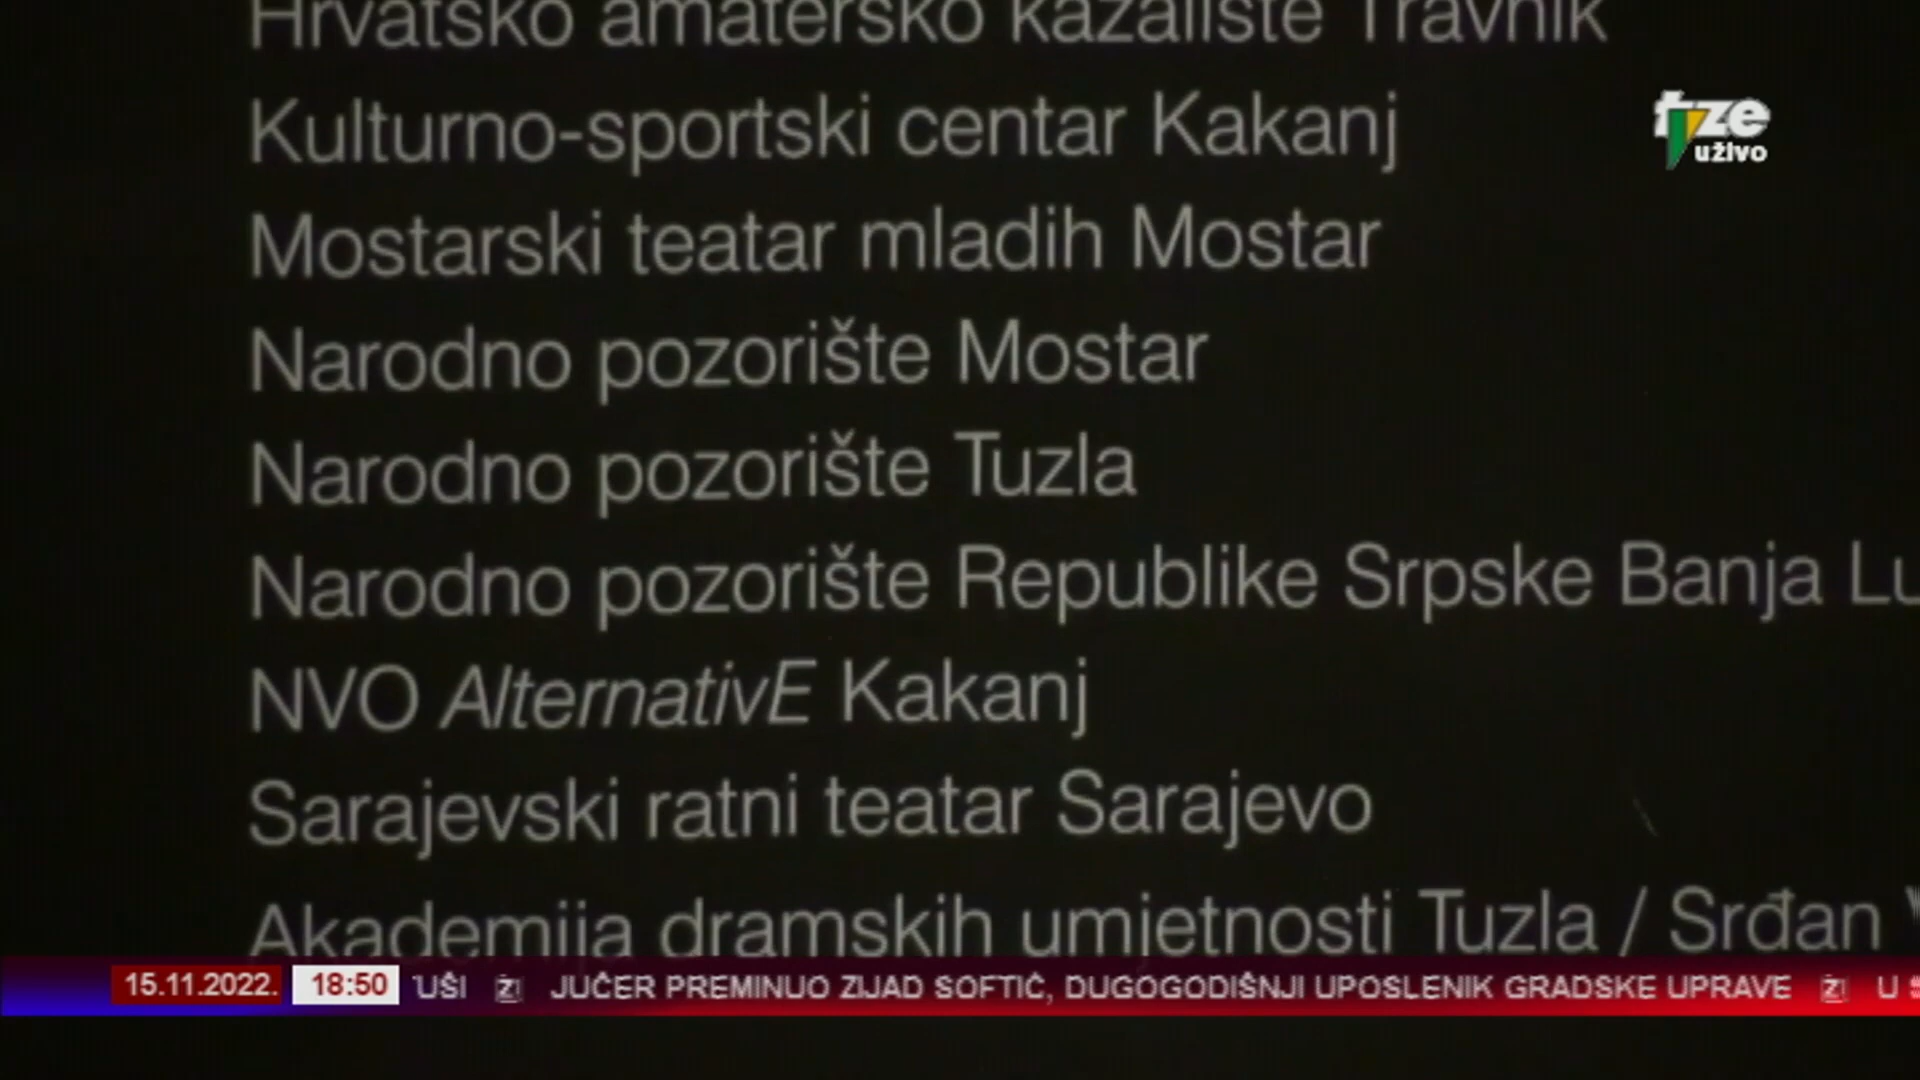 Hrvatsko amatersko kazalište Travnik
Kulturno-sportski centar Kakanj
Mostarski teatar mladih Mostar
Narodno pozorište Mostar
Narodno pozorište Tuzla
Narodno pozorište Republike Srpske Banja Lu
NVO AlternativE Kakanj
Sarajevski ratni teatar Sarajevo
Akademija dramskih umjetnosti Tuzla / Srđan
rtvze
uživo
15.11.2022. 18:50 UŠI JUČER PREMINUO ZIJAD SOFTIĆ, DUGOGODIŠNJI UPOSLENIK GRADSKE UPRAVE U